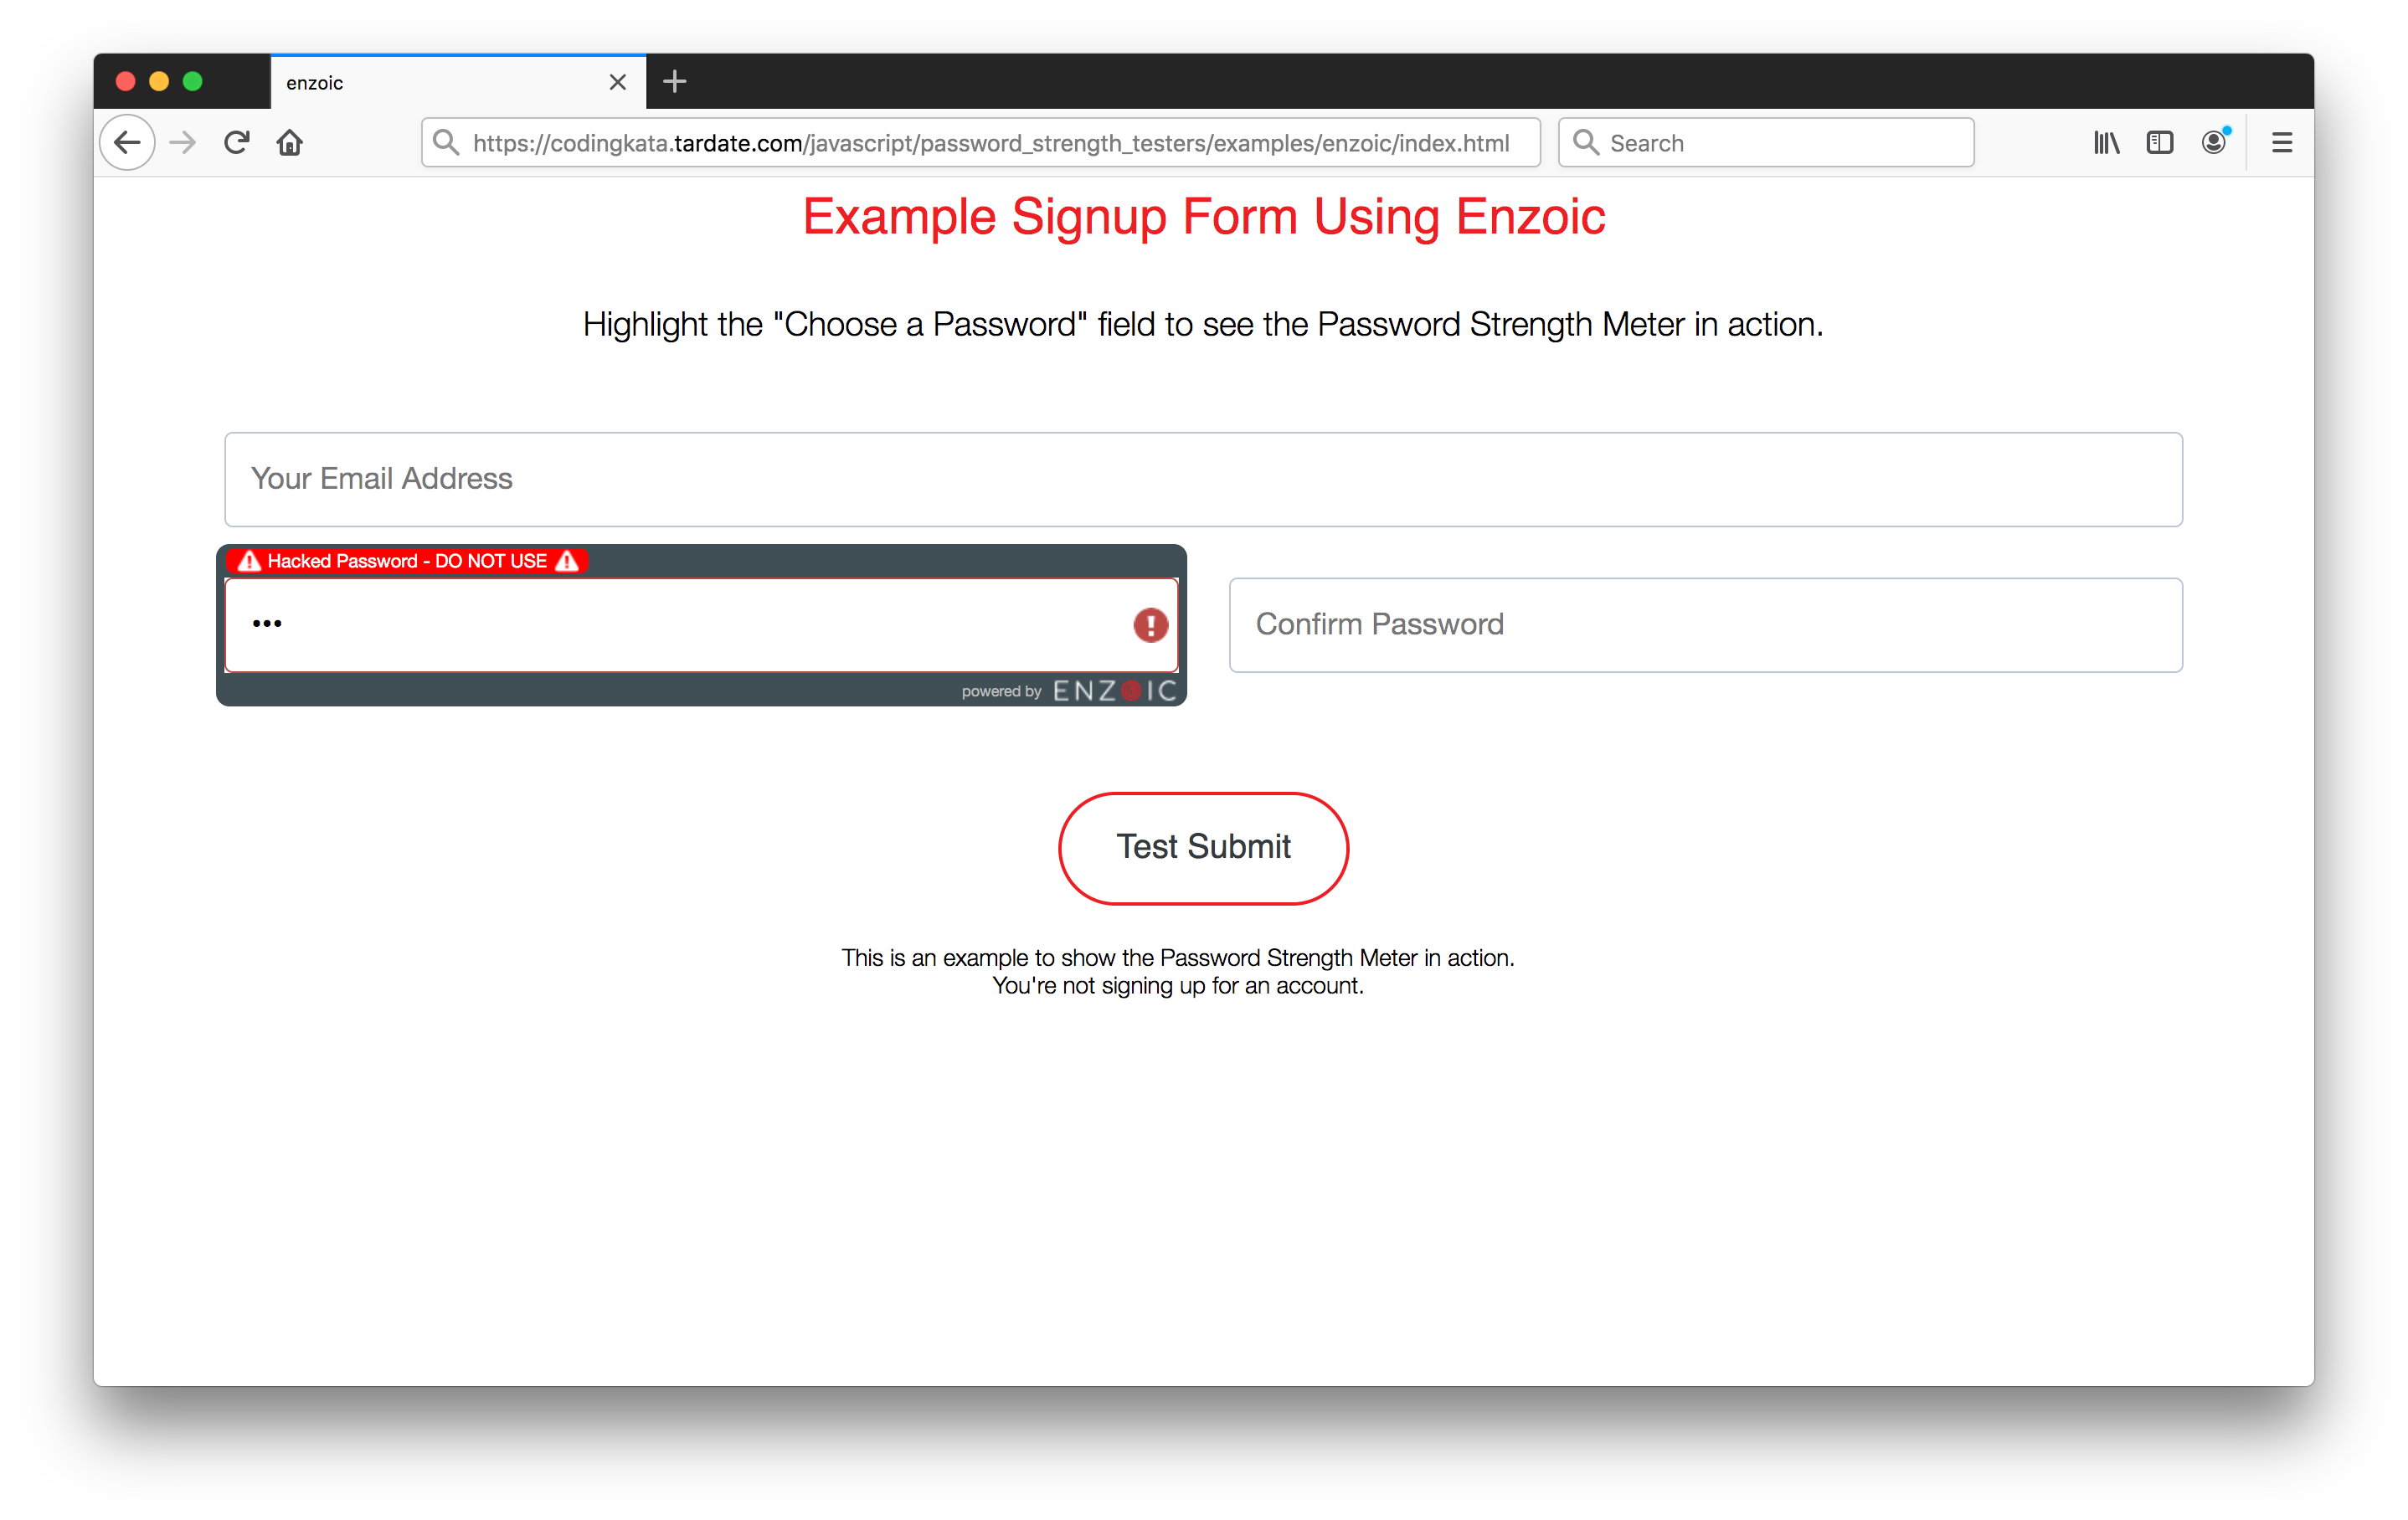 enzoic
https://codingkata.tardate.com/javascript/password_strength_testers/examples/enzoic/index.html
Search
Example Signup Form Using Enzoic
Highlight the "Choose a Password" field to see the Password Strength Meter in action.
Your Email Address
Hacked Password - DO NOT USE
•••
Confirm Password
powered by ENZOIC
Test Submit
This is an example to show the Password Strength Meter in action.
You're not signing up for an account.